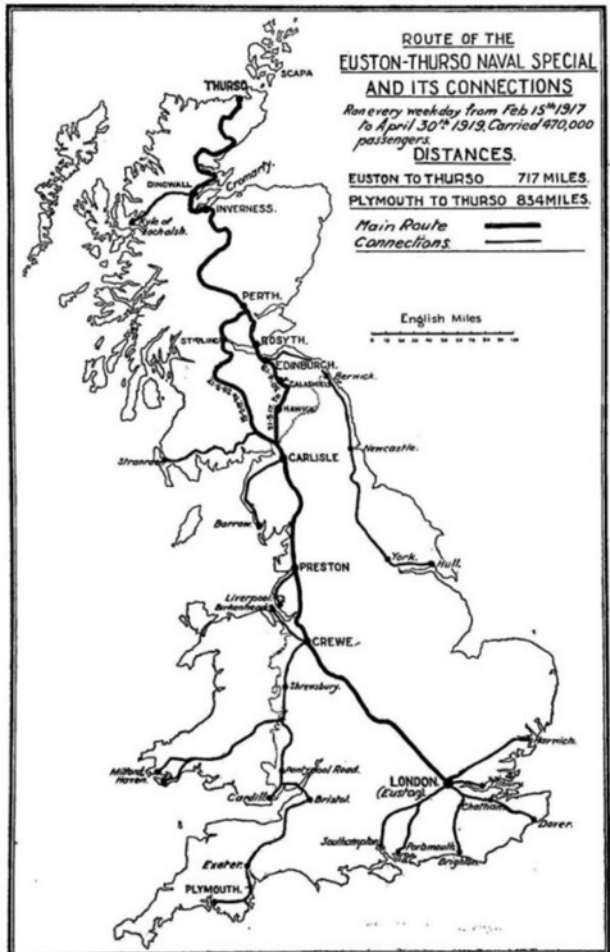 ROUTE OF THE
EUSTON-THURSO NAVAL SPECIAL
AND ITS CONNECTIONS
Ran every weekday from Feb 15th 1917
to April 30th 1919. Carried 470,000
passengers.
DISTANCES.
EUSTON TO THURSO 717 MILES.
PLYMOUTH TO THURSO 834 MILES.
Main Route
Connections
English Miles
SCAPA
THURSO
DINGWALL
Cromarty.
Kyle of
Lochalsh.
INVERNESS.
PERTH.
STIRLING
ROSYTH.
EDINBURGH.
Berwick.
GALASHIELS
HAWICK
Newcastle.
Stranraer
CARLISLE
Barrow.
York.
Hull.
PRESTON
Liverpool.
Birkenhead.
CREWE.
Shrewsbury.
Harwich.
Milford
Haven.
Pontypool Road.
LONDON.
(Euston)
Tilbury.
Chatham.
Cardiff
Bristol.
Dover.
Southampton.
Portsmouth.
Brighton.
Exeter.
PLYMOUTH.